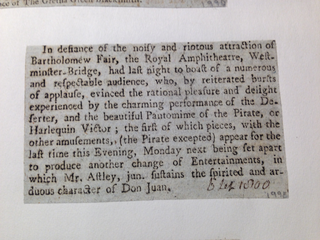 of The Gretna Green
In defiance of the noisy and riotous attraction of
Bartholomew Fair, the Royal Amphitheatre, West-
minster-Bridge, had last night to boast of a numerous
and respectable audience, who, by reiterated bursts
of applause, evinced the rational pleasure and delight
experienced by the charming performance of the De-
serter, and the beautiful Pantomime of the Pirate, or
Harlequin Victor; the first of which pieces, with the
other amusements, (the Pirate excepted) appear for the
last time this Evening, Monday next being set apart
to produce another change of Entertainments, in
which Mr. Astley, jun. sustains the spirited and ar-
duous character of Don Juan.
1800